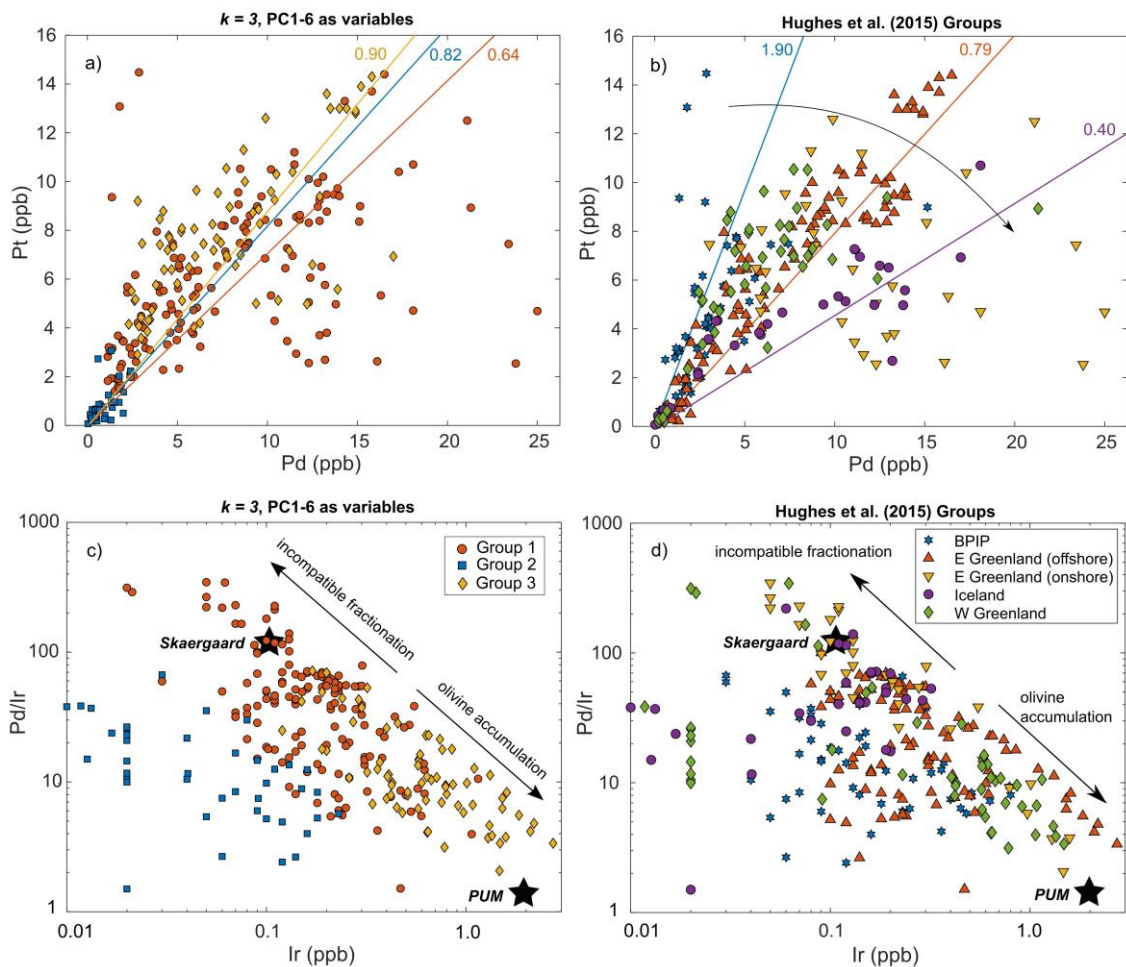 k = 3, PC1-6 as variables
a)
0.90
0.82
0.64
16
14
12
10
8
6
4
2
0
Pt (ppb)
0
5
10
15
20
25
Pd (ppb)
Hughes et al. (2015) Groups
b)
1.90
0.79
0.40
16
14
12
10
8
6
4
2
0
Pt (ppb)
0
5
10
15
20
25
Pd (ppb)
k = 3, PC1-6 as variables
c)
Group 1
Group 2
Group 3
incompatible fractionation
olivine accumulation
Skaergaard
PUM
1000
100
10
1
Pd/Ir
0.01
0.1
1.0
Ir (ppb)
Hughes et al. (2015) Groups
d)
BPIP
E Greenland (offshore)
E Greenland (onshore)
Iceland
W Greenland
incompatible fractionation
olivine
accumulation
Skaergaard
PUM
1000
100
10
1
Pd/Ir
0.01
0.1
1.0
Ir (ppb)